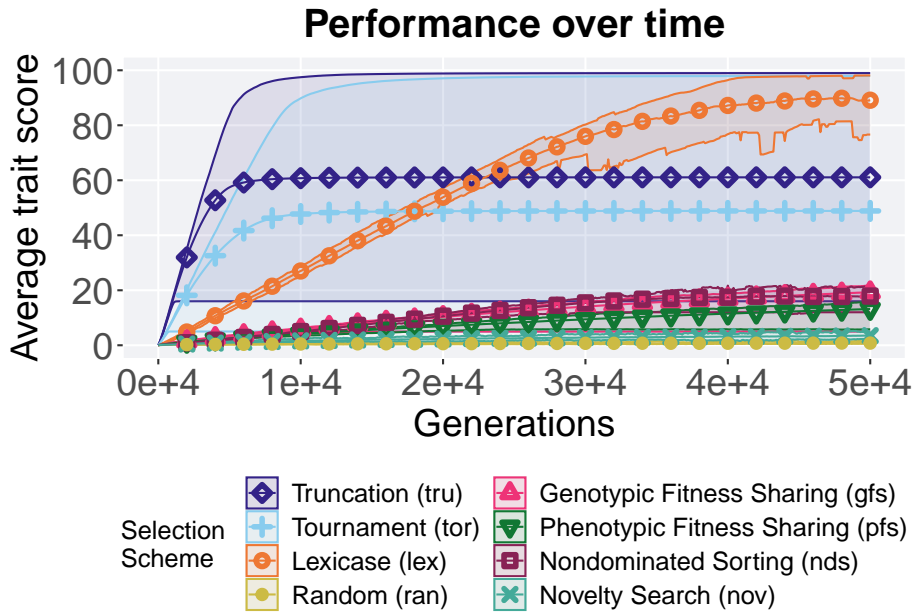 Performance over time
Average trait score
100
80
60
40
20
0
0e+4 1e+4 2e+4 3e+4 4e+4 5e+4
Generations
Selection
Scheme
Truncation (tru)
Tournament (tor)
Lexicase (lex)
Random (ran)
Genotypic Fitness Sharing (gfs)
Phenotypic Fitness Sharing (pfs)
Nondominated Sorting (nds)
Novelty Search (nov)